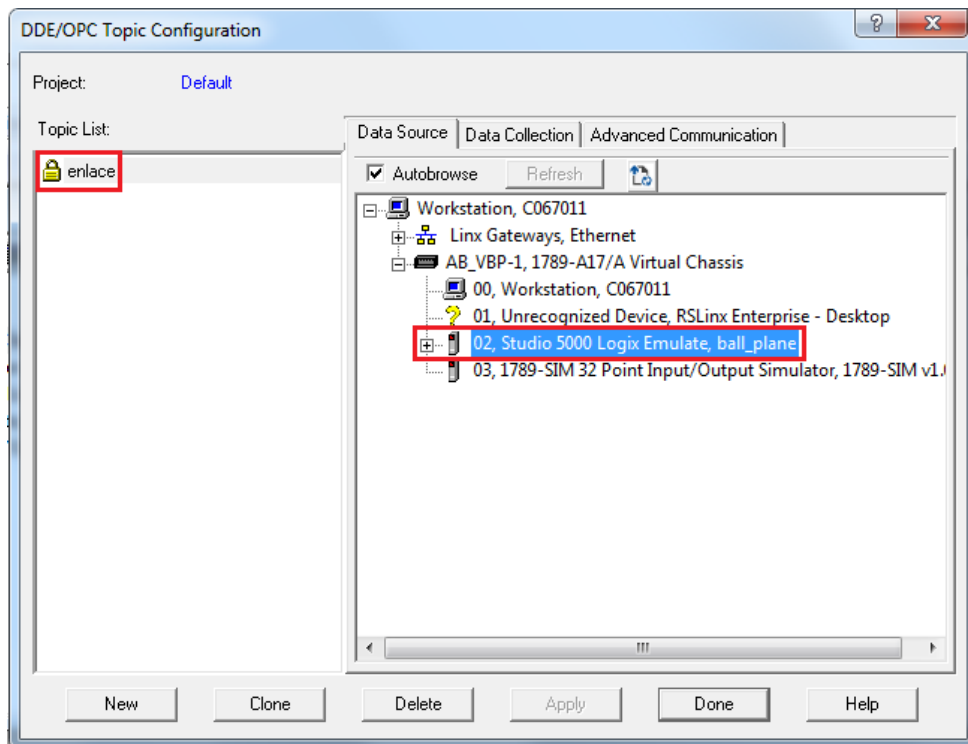 DDE/OPC Topic Configuration
Project: Default
Topic List:
enlace
Data Source Data Collection Advanced Communication
Autobrowse Refresh
Workstation, C067011
Linx Gateways, Ethernet
AB_VBP-1, 1789-A17/A Virtual Chassis
00, Workstation, C067011
01, Unrecognized Device, RSLinx Enterprise - Desktop
02, Studio 5000 Logix Emulate, ball_plane
03, 1789-SIM 32 Point Input/Output Simulator, 1789-SIM
New Clone Delete Apply Done Help